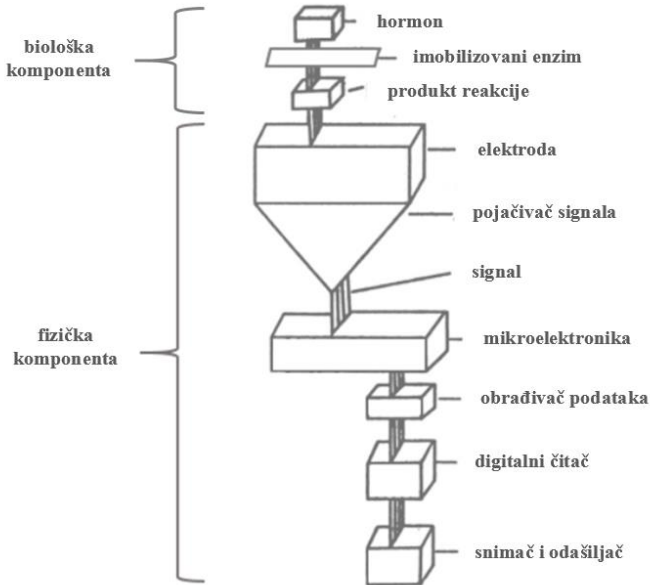 hormon
biološka
komponenta
imobilizovani enzim
produkt reakcije
elektroda
pojačivač signala
signal
fizička
komponenta
mikroelektronika
obrađivač podataka
digitalni čitač
snimač i odašiljač